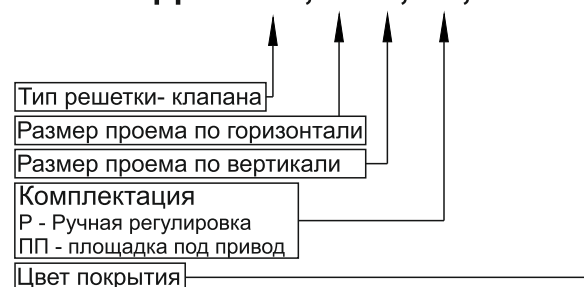 Тип решетки- клапана
Размер проема по горизонтали
Размер проема по вертикали
Комплектация
Р - Ручная регулировка
ПП - площадка под привод
Цвет покрытия